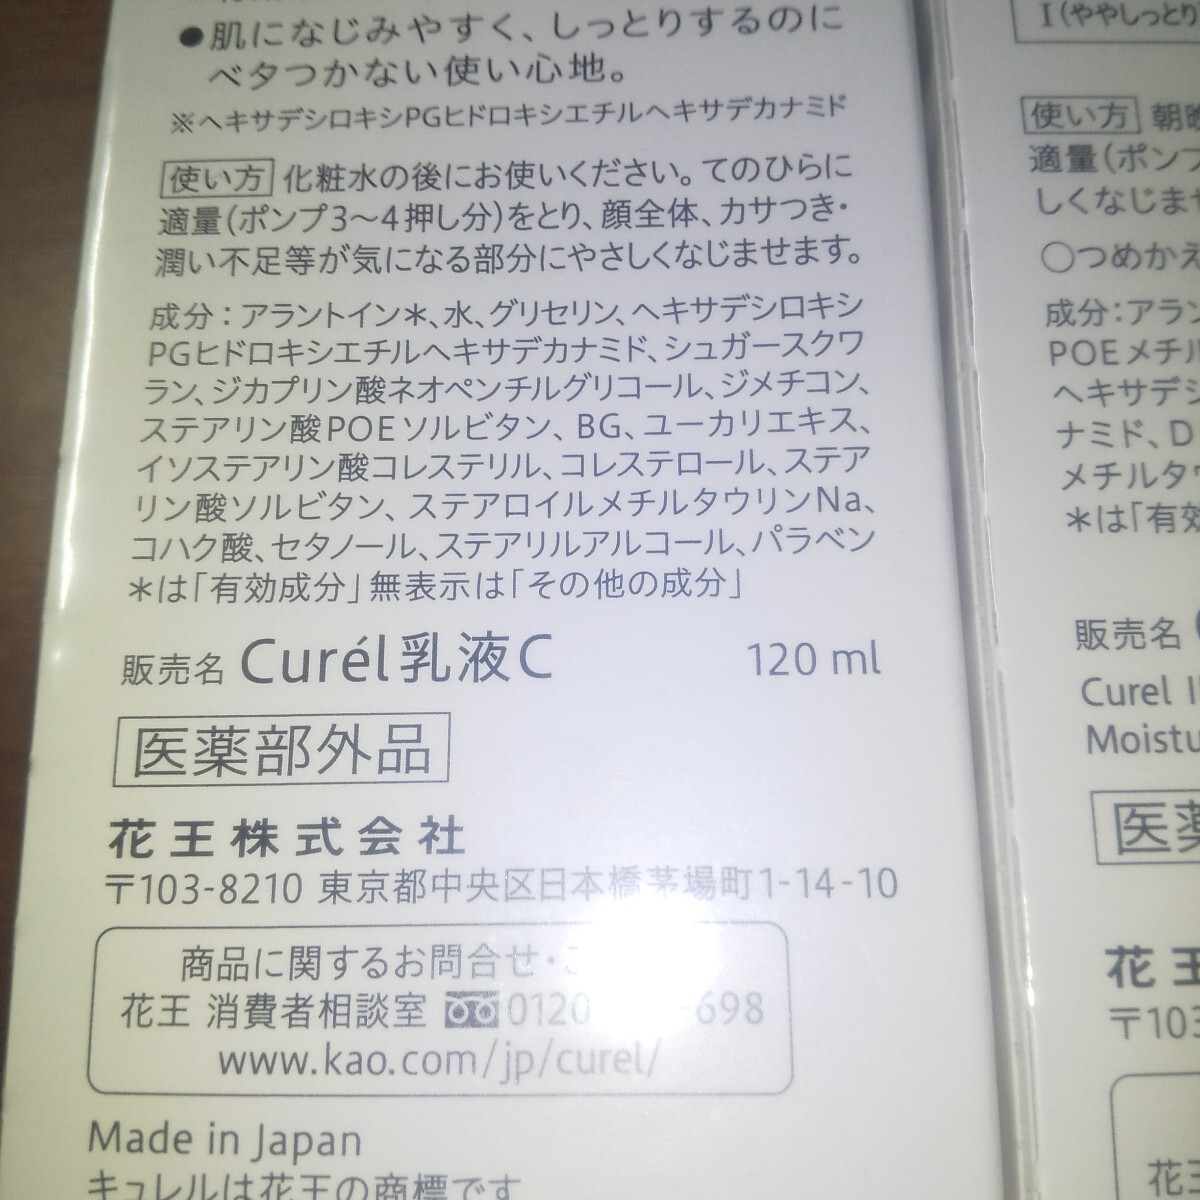 ●肌になじみやすく、しっとりするのに
ベタつかない使い心地。
※ヘキサデシロキシPGヒドロキシエチルヘキサデカナミド
使い方 化粧水の後にお使いください。てのひらに
適量(ポンプ3～4押し分)をとり、顔全体、カサつき・
潤い不足等が気になる部分にやさしくなじませます。
成分：アラントイン＊、水、グリセリン、ヘキサデシロキシ
PGヒドロキシエチルヘキサデカナミド、シュガースクワ
ラン、ジカプリン酸ネオペンチルグリコール、ジメチコン、
ステアリン酸POEソルビタン、BG、ユーカリエキス、
イソステアリン酸コレステリル、コレステロール、ステア
リン酸ソルビタン、ステアロイルメチルタウリンNa、
コハク酸、セタノール、ステアリルアルコール、パラベン
＊は「有効成分」無表示は「その他の成分」
販売名 Curél乳液C 120 ml
医薬部外品
花王株式会社
〒103-8210 東京都中央区日本橋茅場町1-14-10
商品に関するお問合せ・
花王 消費者相談室 0120 -698
www.kao.com/jp/curel/
Made in Japan
キュレルは花王の商標です
I(ややしっとり
使い方 朝晩
適量(ポンプ
しくなじませ
○つめかえ
成分：アラン
POEメチル
ヘキサデシ
ナミド、D
メチルタウ
＊は「有効
販売名
Curel I
Moistu
医薬
花王
〒103
花王